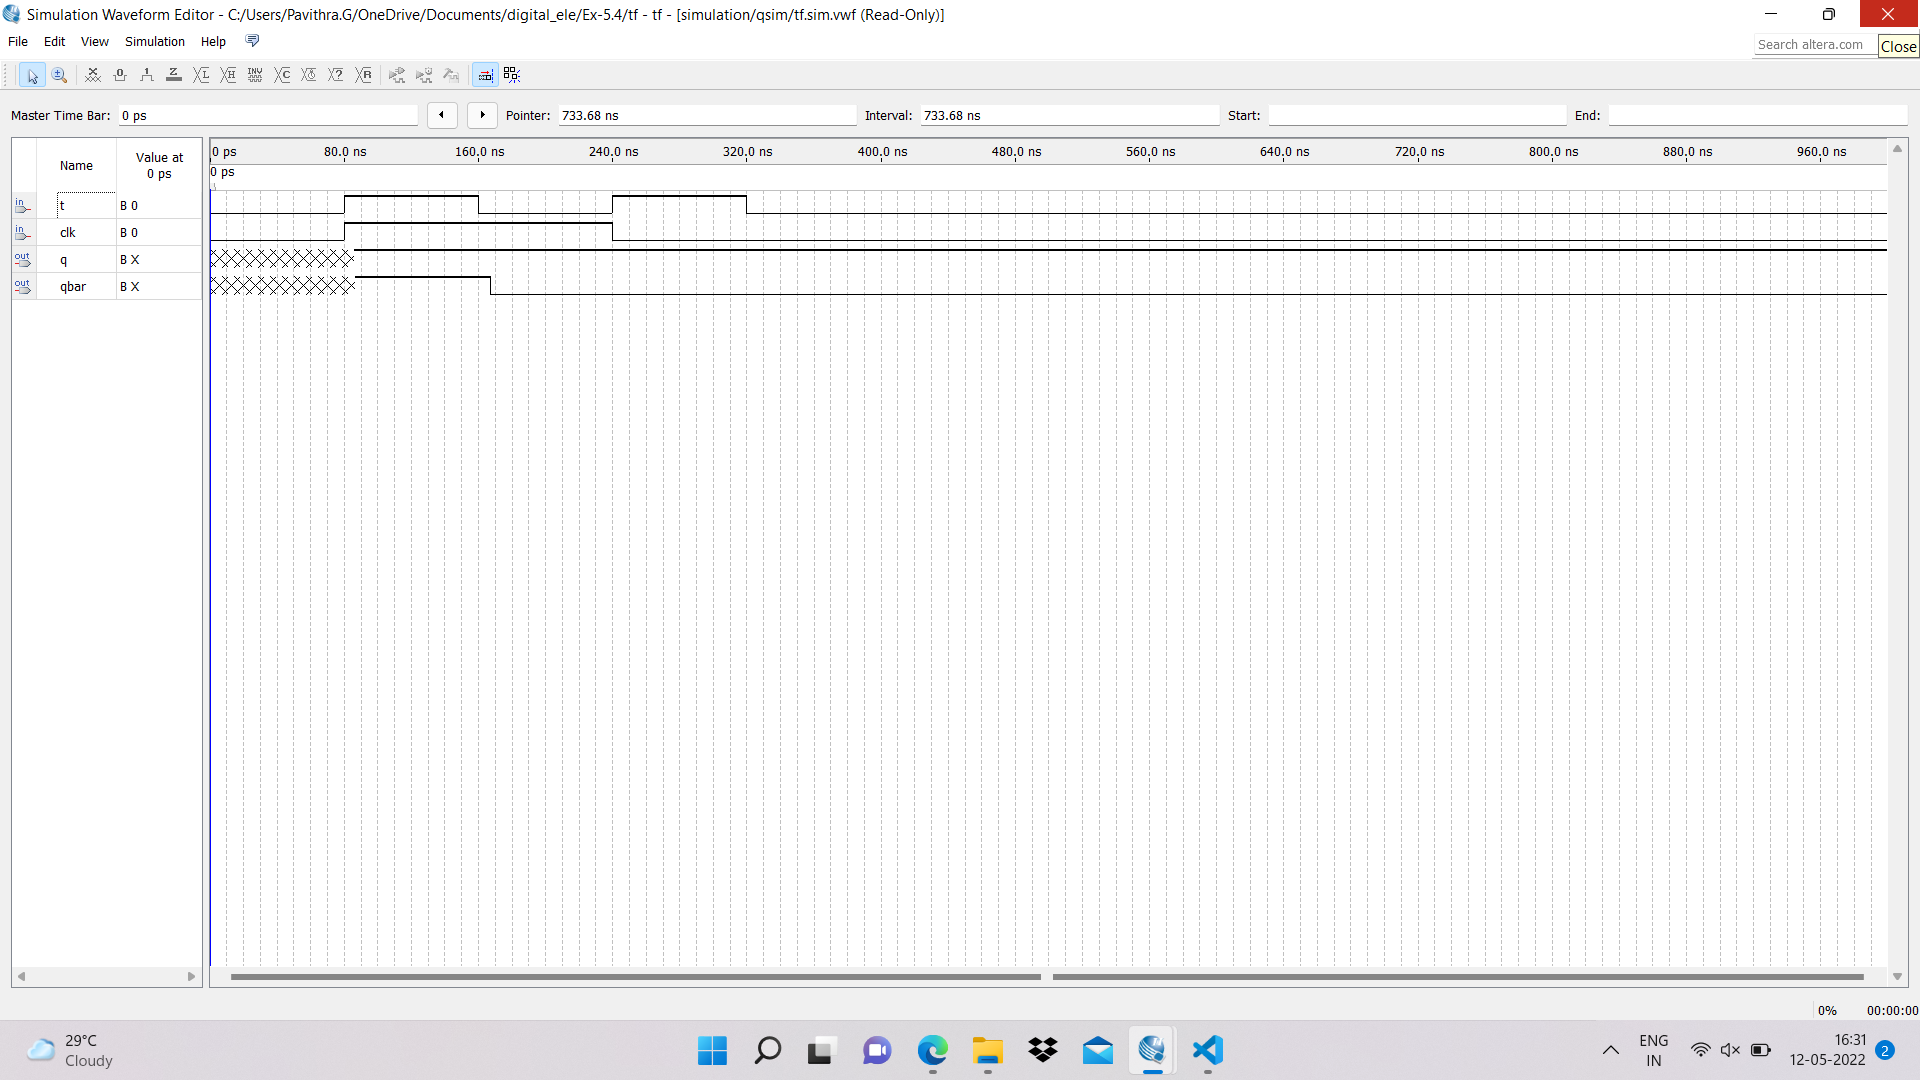 Simulation Waveform Editor - C:/Users/Pavithra.G/OneDrive/Documents/digital_ele/Ex-5.4/tf - tf - [simulation/qsim/tf.sim.vwf (Read-Only)]
File Edit View Simulation Help
Search altera.com
Close
Master Time Bar: 0 ps Pointer: 733.68 ns Interval: 733.68 ns Start: End:
Name Value at
0 ps
0 ps 80.0 ns 160.0 ns 240.0 ns 320.0 ns 400.0 ns 480.0 ns 560.0 ns 640.0 ns 720.0 ns 800.0 ns 880.0 ns 960.0 ns
0 ps
in t B 0
in clk B 0
out q B X
out qbar B X
0% 00:00:00
29°C
Cloudy
ENG
IN
16:31
12-05-2022
2